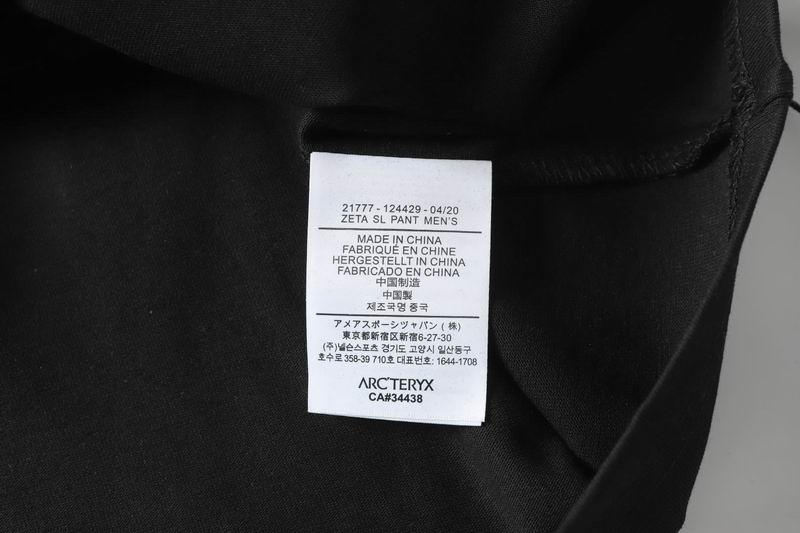 21777 - 124429 - 04/20
ZETA SL PANT MEN'S
MADE IN CHINA
FABRIQUÉ EN CHINE
HERGESTELLT IN CHINA
FABRICADO EN CHINA
中国制造
中国製
제조국명 중국
アメアスポーシツャパン ( 株)
東京都新宿区新宿6-27-30
(주)넬슨스포츠 경기도 고양시 일산동구
호수로 358-39 710호 대표번호: 1644-1708
ARC'TERYX
CA#34438